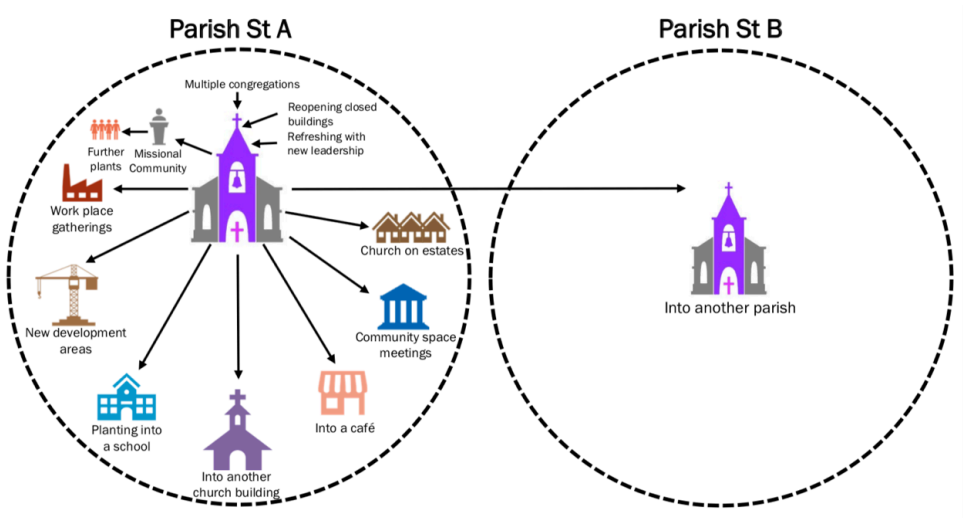 Parish St A
Parish St B
Multiple congregations
Reopening closed
buildings
Refreshing with
new leadership
Further
plants
Missional
Community
Work place
gatherings
Church on estates
New development
areas
Community space
meetings
Planting into
a school
Into a café
Into another
church building
Into another parish